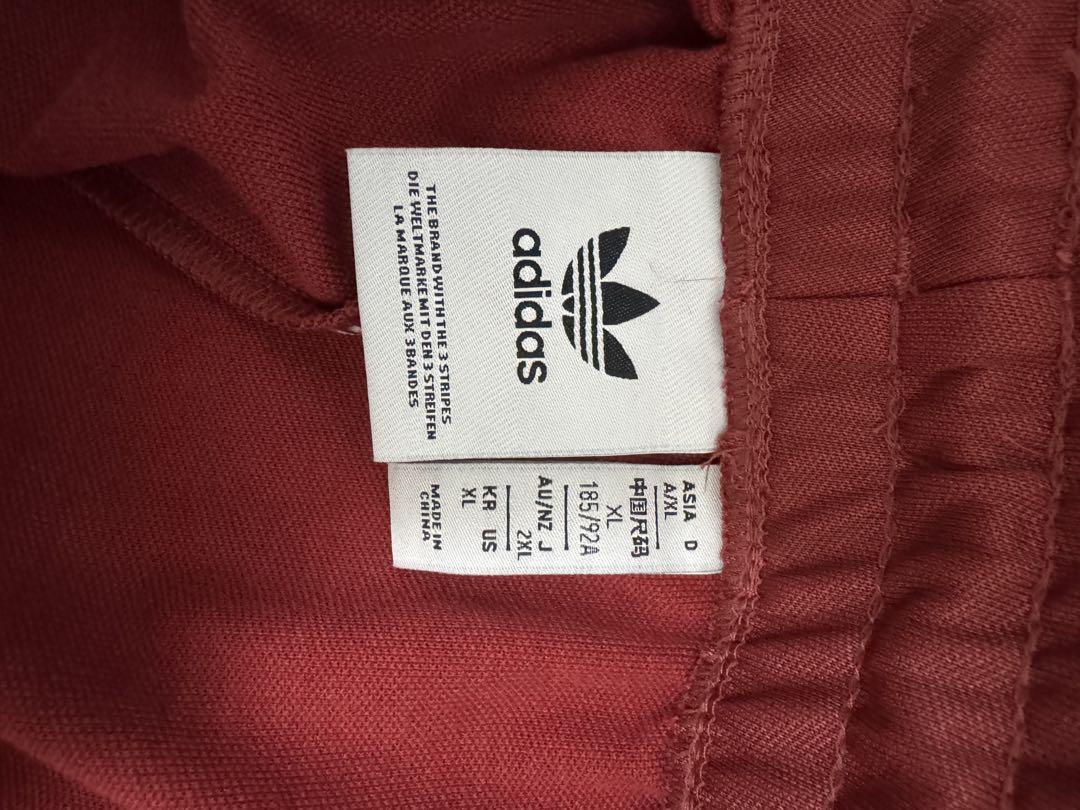 adidas
THE BRAND WITH THE 3 STRIPES
DIE WELTMARKE MIT DEN 3 STREIFEN
LA MARQUE AUX 3 BANDES
ASIA D
A/XL
中国尺码
XL
185/92A
AU/NZ J
2XL
KR US
XL
MADE IN
CHINA